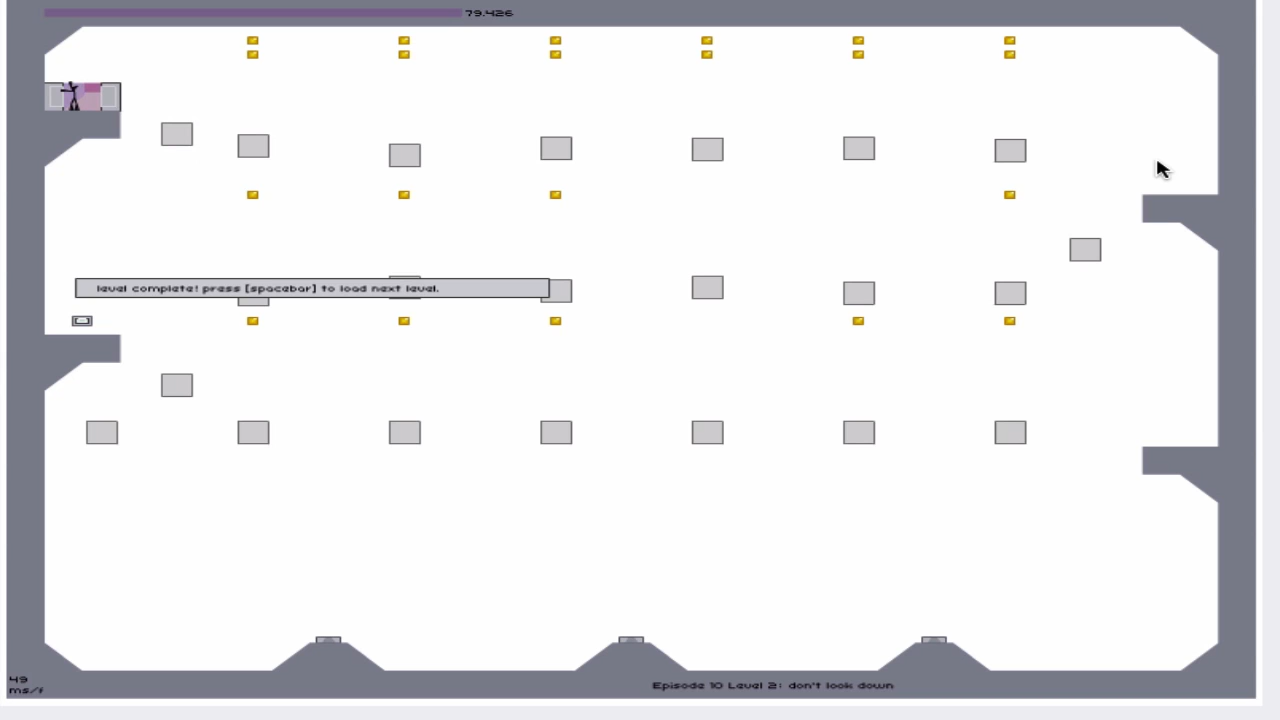 79.426
level complete! press [spacebar] to load next level.
49
ms/f
Episode 10 Level 2: don't look down